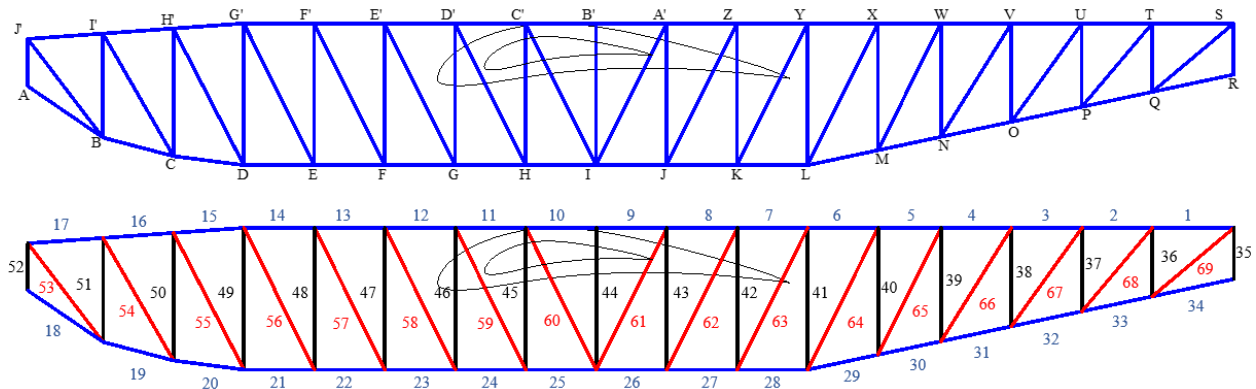 J' I' H' G' F' E' D' C' B' A' Z Y X W V U T S
A B C D E F G H I J K L M N O P Q R
17 16 15 14 13 12 11 10 9 8 7 6 5 4 3 2 1
52 51 50 49 48 47 46 45 44 43 42 41 40 39 38 37 36 35
53 54 55 56 57 58 59 60 61 62 63 64 65 66 67 68 69
18 19 20 21 22 23 24 25 26 27 28 29 30 31 32 33 34